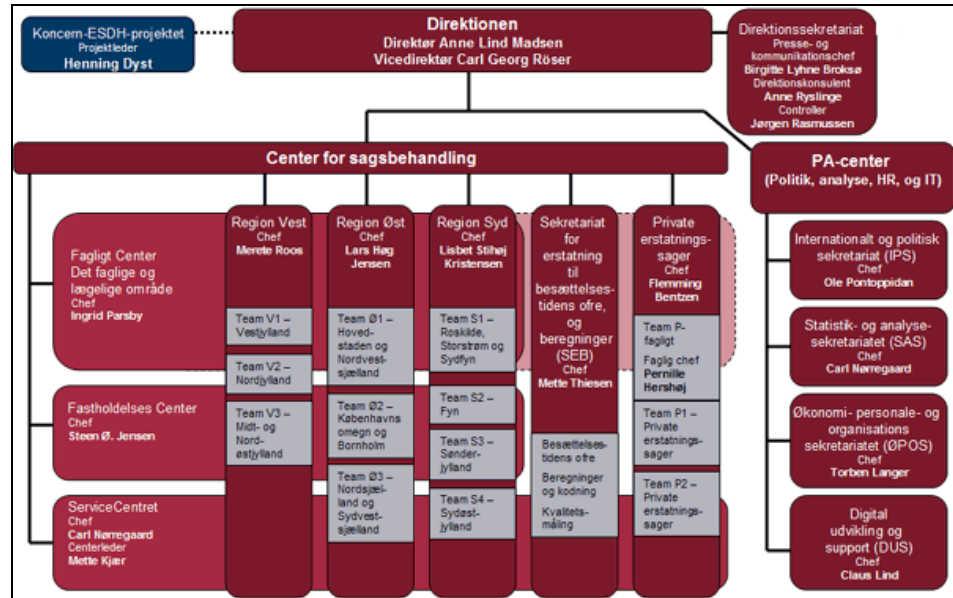 Koncern-ESDH-projektet
Projektleder
Henning Dyst
Direktionen
Direktør Anne Lind Madsen
Vicedirektør Carl Georg Röser
Direktionssekretariat
Presse- og
kommunikationschef
Birgitte Lyhne Broksø
Direktionskonsulent
Anne Ryslinge
Controller
Jørgen Rasmussen
Center for sagsbehandling
PA-center
(Politik, analyse, HR, og IT)
Fagligt Center
Det faglige og
lægelige område
Chef
Ingrid Parsby
Fastholdelses Center
Chef
Steen Ø. Jensen
ServiceCentret
Chef
Carl Nørregaard
Centerleder
Mette Kjær
Region Vest
Chef
Merete Roos
Team V1 –
Vestjylland
Team V2 –
Nordjylland
Team V3 –
Midt- og
Nord-
østjylland
Region Øst
Chef
Lars Høg
Jensen
Team Ø1 –
Hoved-
staden og
Nordvest-
sjælland
Team Ø2 –
Københavns
omegn og
Bornholm
Team Ø3 –
Nordsjæl-
land og
Sydvest-
sjælland
Region Syd
Chef
Lisbet Stihøj
Kristensen
Team S1 –
Roskilde,
Storstrøm og
Sydfyn
Team S2 –
Fyn
Team S3 –
Sønder-
jylland
Team S4 –
Sydøst-
jylland
Sekretariat
for
erstatning
til
besættelses-
tidens ofre,
og
beregninger
(SEB)
Chef
Mette Thiesen
Besættelses-
tidens ofre
Beregninger
og kodning
Kvalitets-
måling
Private
erstatnings-
sager
Chef
Flemming
Bentzen
Team P-
fagligt
Faglig chef
Pernille
Hershøj
Team P1 –
Private
erstatnings-
sager
Team P2 –
Private
erstatnings-
sager
Internationalt og politisk
sekretariat (IPS)
Chef
Ole Pontoppidan
Statistik- og analyse-
sekretariatet (SAS)
Chef
Carl Nørregaard
Økonomi- personale- og
organisations
sekretariatet (ØPOS)
Chef
Torben Langer
Digital
udvikling og
support (DUS)
Chef
Claus Lind